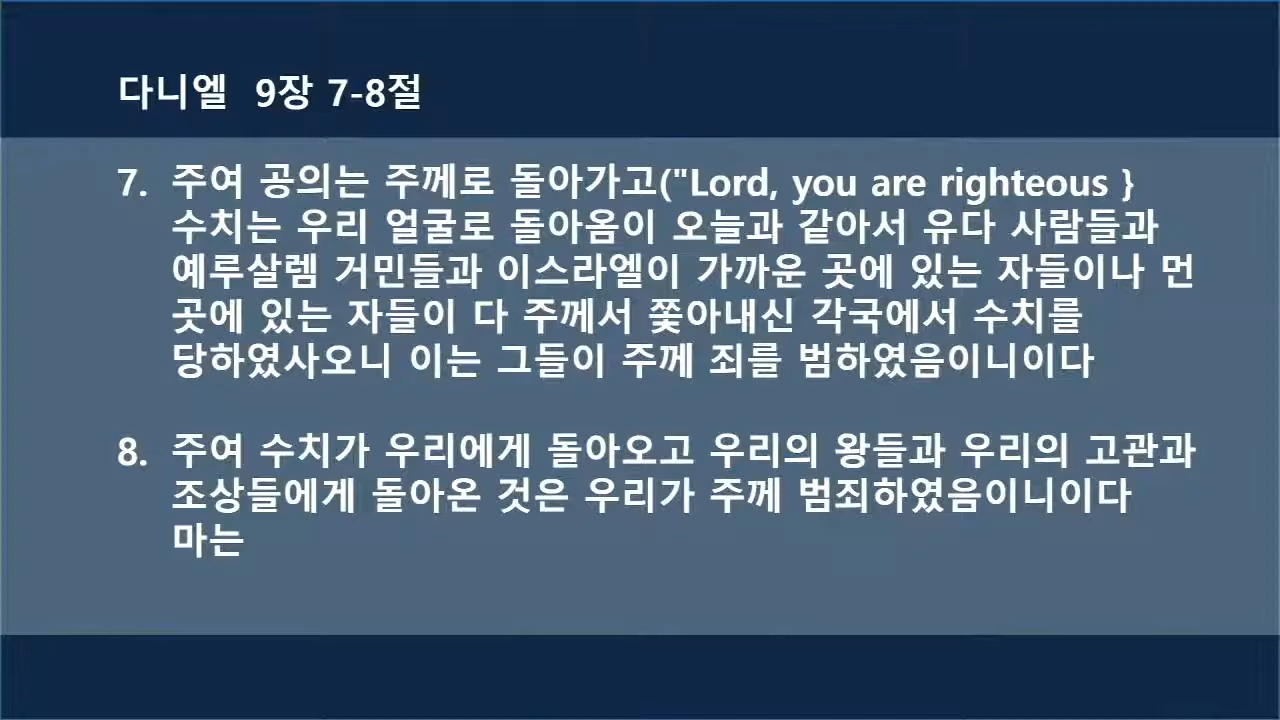 다니엘  9장 7-8절
7. 주여 공의는 주께로 돌아가고("Lord, you are righteous }
수치는 우리 얼굴로 돌아옴이 오늘과 같아서 유다 사람들과
예루살렘 거민들과 이스라엘이 가까운 곳에 있는 자들이나 먼
곳에 있는 자들이 다 주께서 쫓아내신 각국에서 수치를
당하였사오니 이는 그들이 주께 죄를 범하였음이니이다
8. 주여 수치가 우리에게 돌아오고 우리의 왕들과 우리의 고관과
조상들에게 돌아온 것은 우리가 주께 범죄하였음이니이다
마는